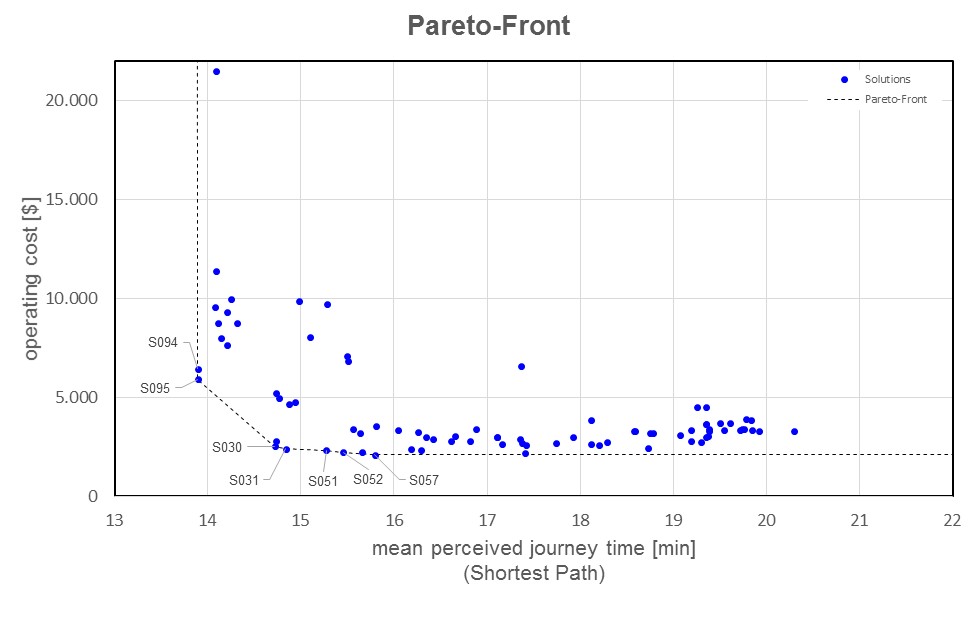 Pareto-Front
Solutions
Pareto-Front
20.000
15.000
10.000
5.000
0
operating cost [$]
S094
S095
S030
S031
S051
S052
S057
13 14 15 16 17 18 19 20 21 22
mean perceived journey time [min]
(Shortest Path)